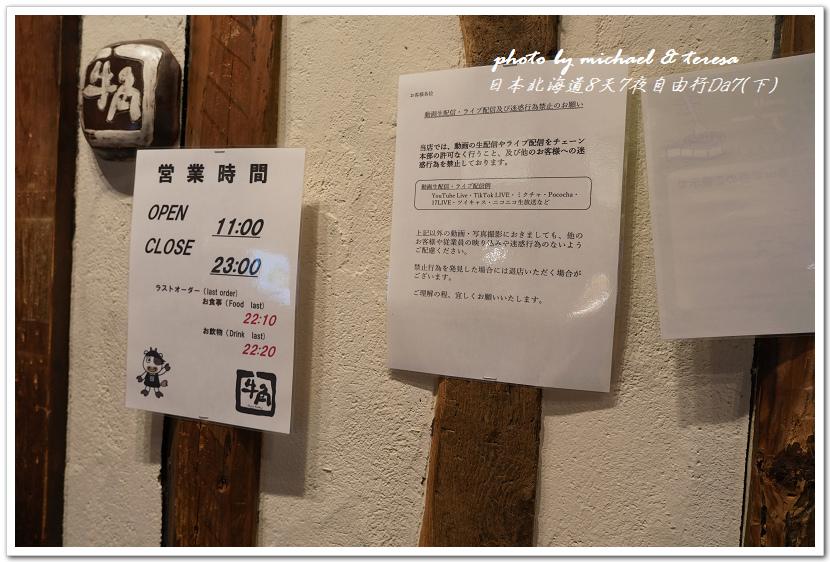 photo by michael & teresa
日本北海道8天7夜自由行Da7(下)
牛角
営業時間
OPEN 11:00
CLOSE 23:00
ラストオーダー（last order）
お食事（Food last）
22:10
お飲物（Drink last）
22:20
牛角
お客様各位
動画生配信・ライブ配信及び迷惑行為禁止のお願い
当店では、動画の生配信やライブ配信をチェーン
本部の許可なく行うこと、及び他のお客様への迷
惑行為を禁止しております。
動画生配信・ライブ配信例
YouTube Live・TikTok LIVE・ミクチャ・Pococha・
17LIVE・ツイキャス・ニコニコ生放送など
上記以外の動画・写真撮影におきましても、他の
お客様や従業員の映り込みや迷惑行為のないよう
ご配慮ください。
禁止行為を発見した場合には退店いただく場合が
ございます。
ご理解の程、宜しくお願いいたします。